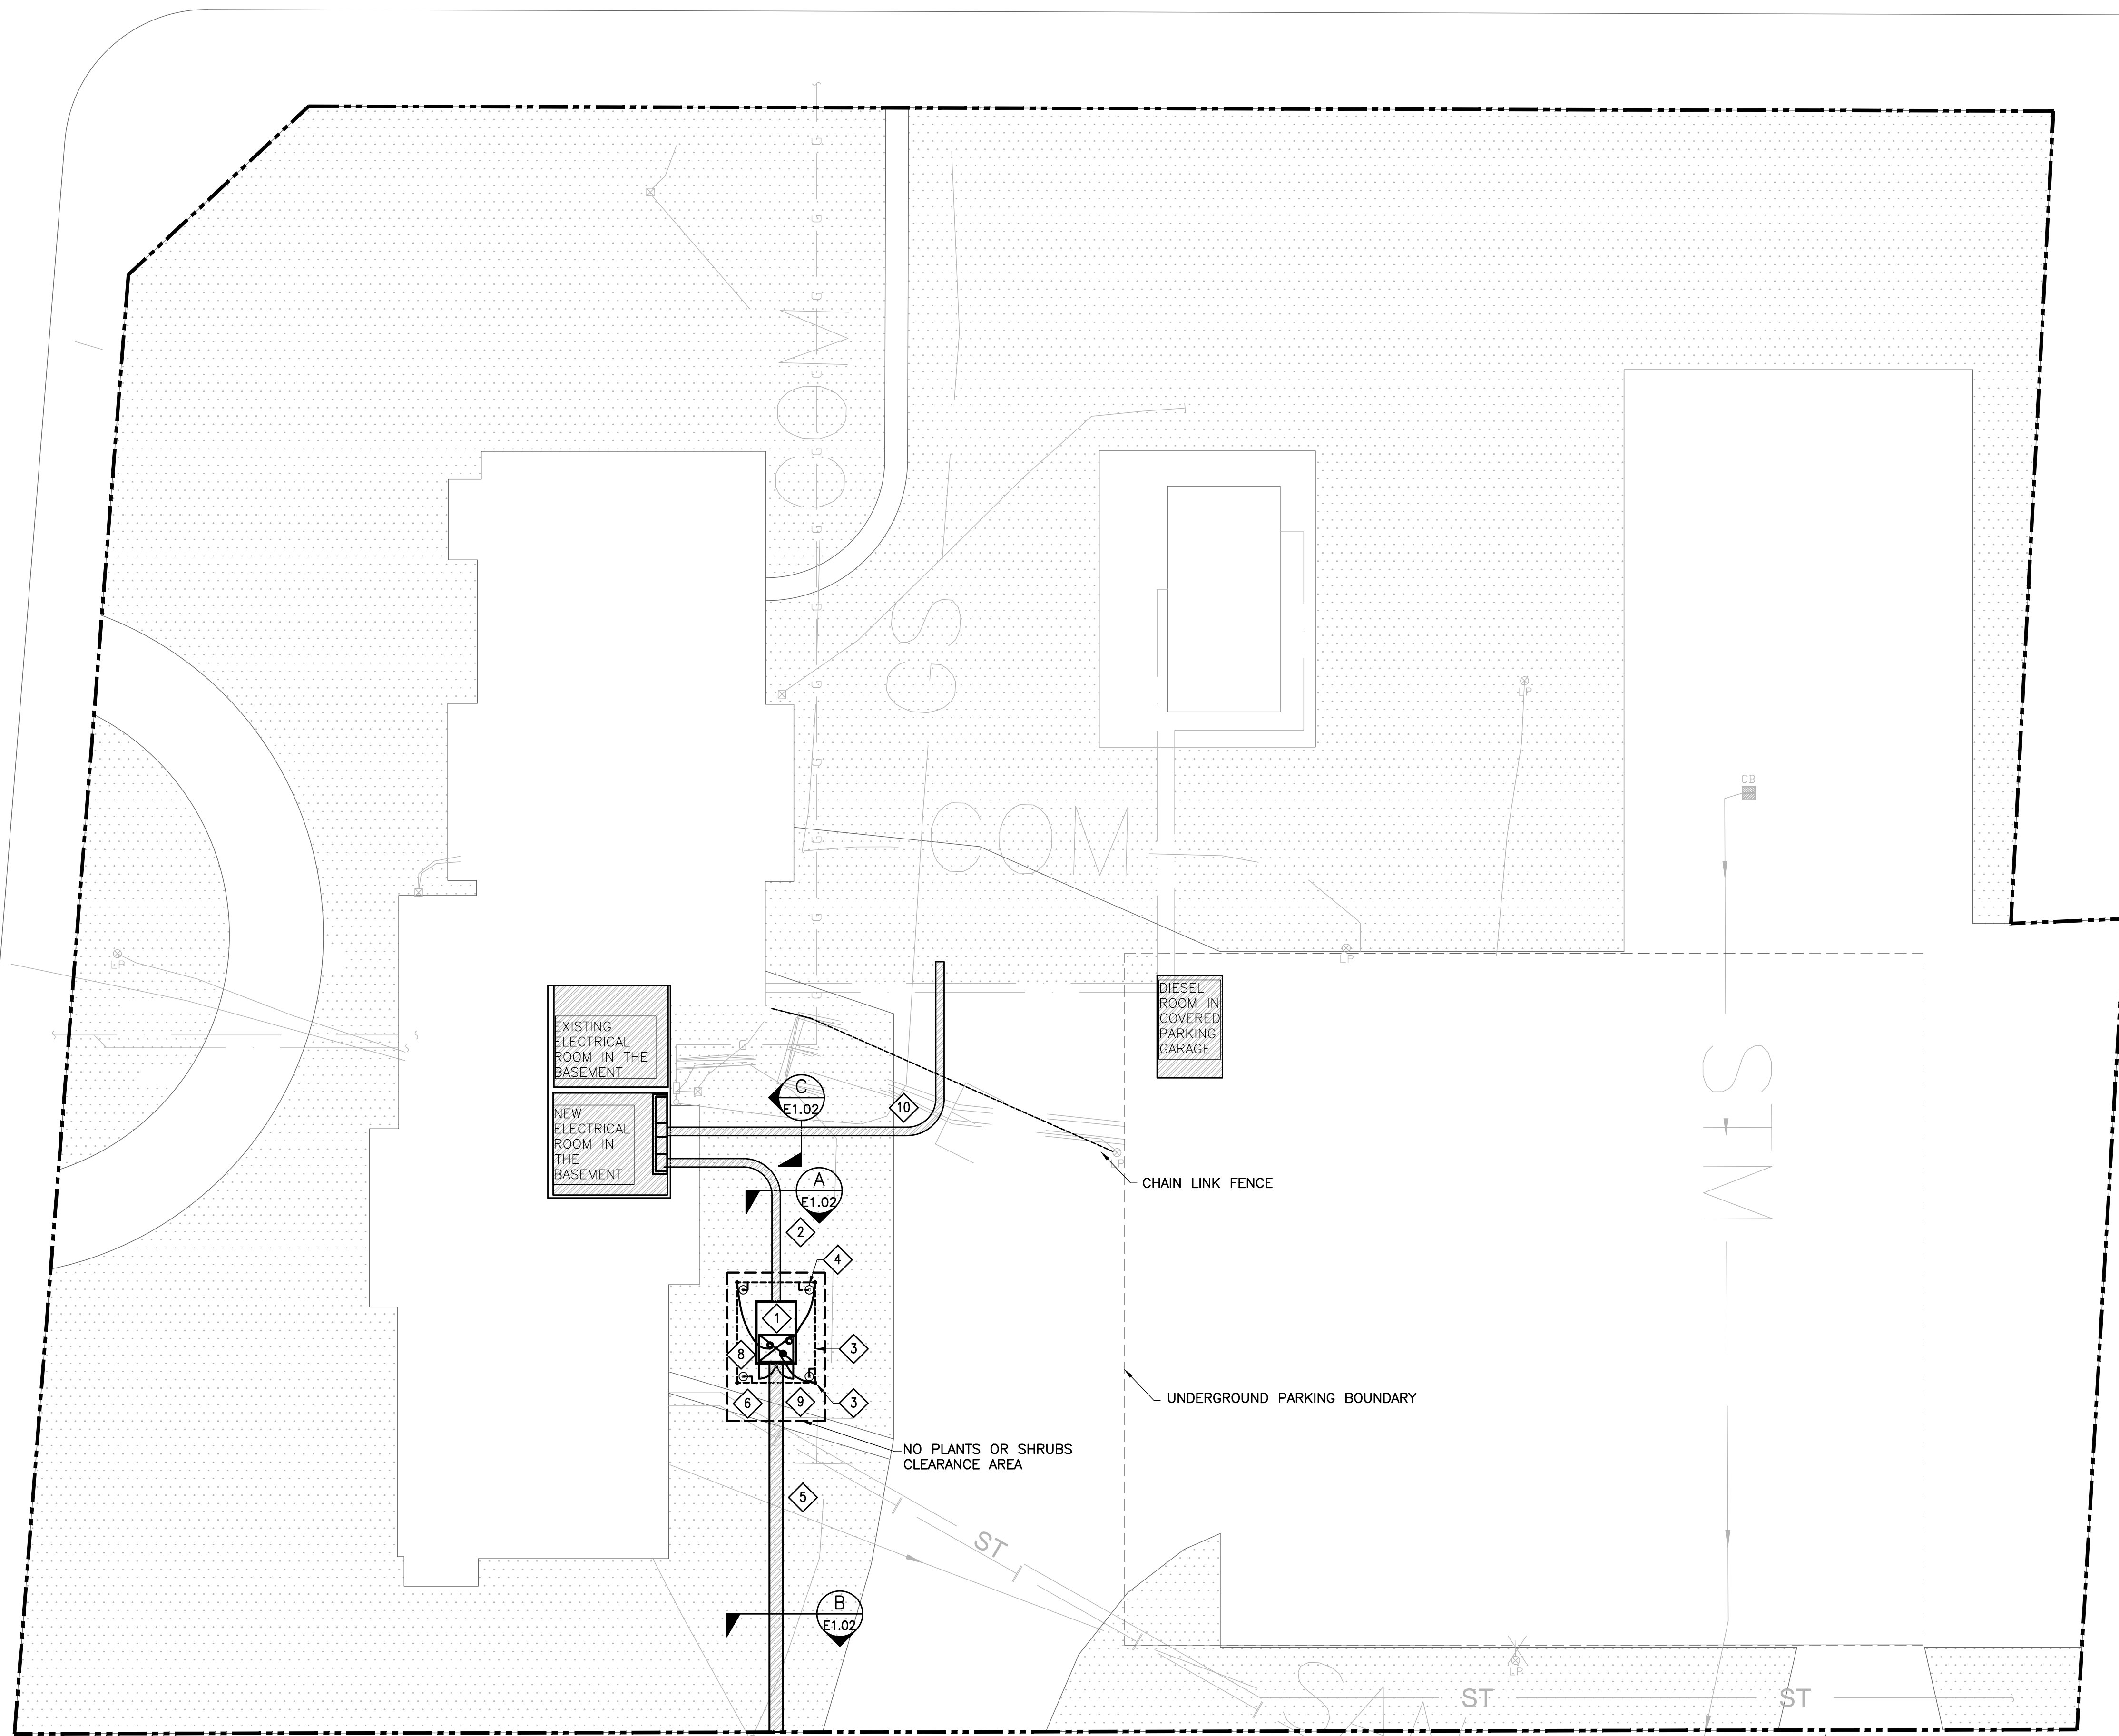 G
G
G
COM
G
G
G
G
GS
G
G
LP
CB
G
COM
G
LP
LP
G
G
DIESEL
ROOM IN
COVERED
PARKING
GARAGE
EXISTING
ELECTRICAL
ROOM IN THE
BASEMENT
G
C
E1.02
10
NEW
ELECTRICAL
ROOM IN
THE
BASEMENT
STM
CHAIN LINK FENCE
A
E1.02
2
4
1
3
8
3
6
9
UNDERGROUND PARKING BOUNDARY
NO PLANTS OR SHRUBS
CLEARANCE AREA
5
ST
B
E1.02
LP
ST
ST